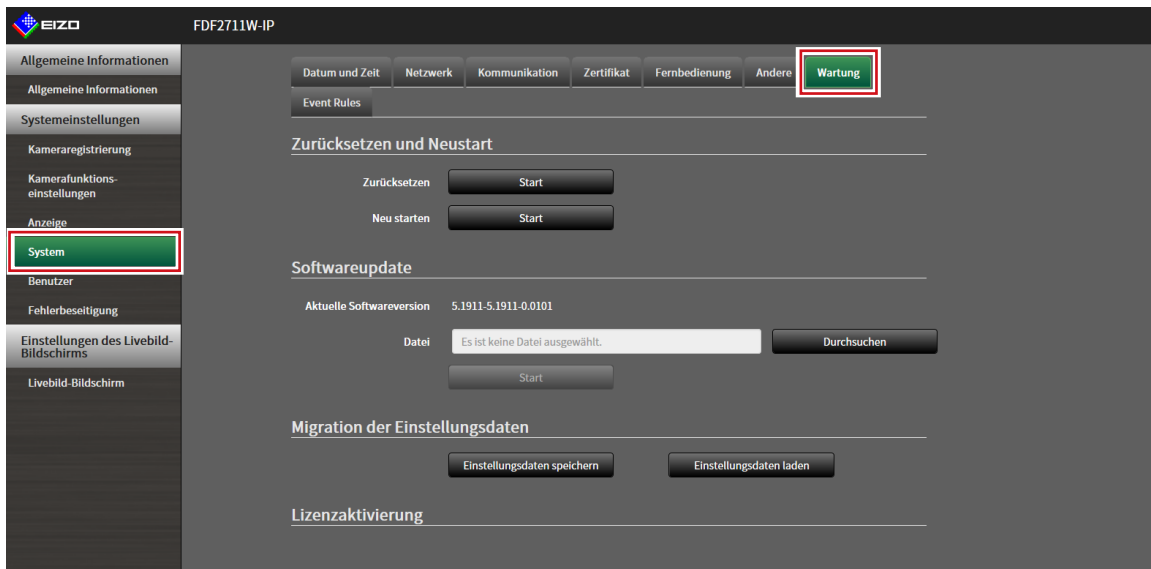 EIZO
FDF2711W-IP
Allgemeine Informationen
Allgemeine Informationen
Systemeinstellungen
Kameraregistrierung
Kamerafunktions-
einstellungen
Anzeige
System
Benutzer
Fehlerbeseitigung
Einstellungen des Livebild-
Bildschirms
Livebild-Bildschirm
Datum und Zeit Netzwerk Kommunikation Zertifikat Fernbedienung Andere Wartung
Event Rules
Zurücksetzen und Neustart
Zurücksetzen Start
Neu starten Start
Softwareupdate
Aktuelle Softwareversion 5.1911-5.1911-0.0101
Datei Es ist keine Datei ausgewählt. Durchsuchen
Start
Migration der Einstellungsdaten
Einstellungsdaten speichern Einstellungsdaten laden
Lizenzaktivierung